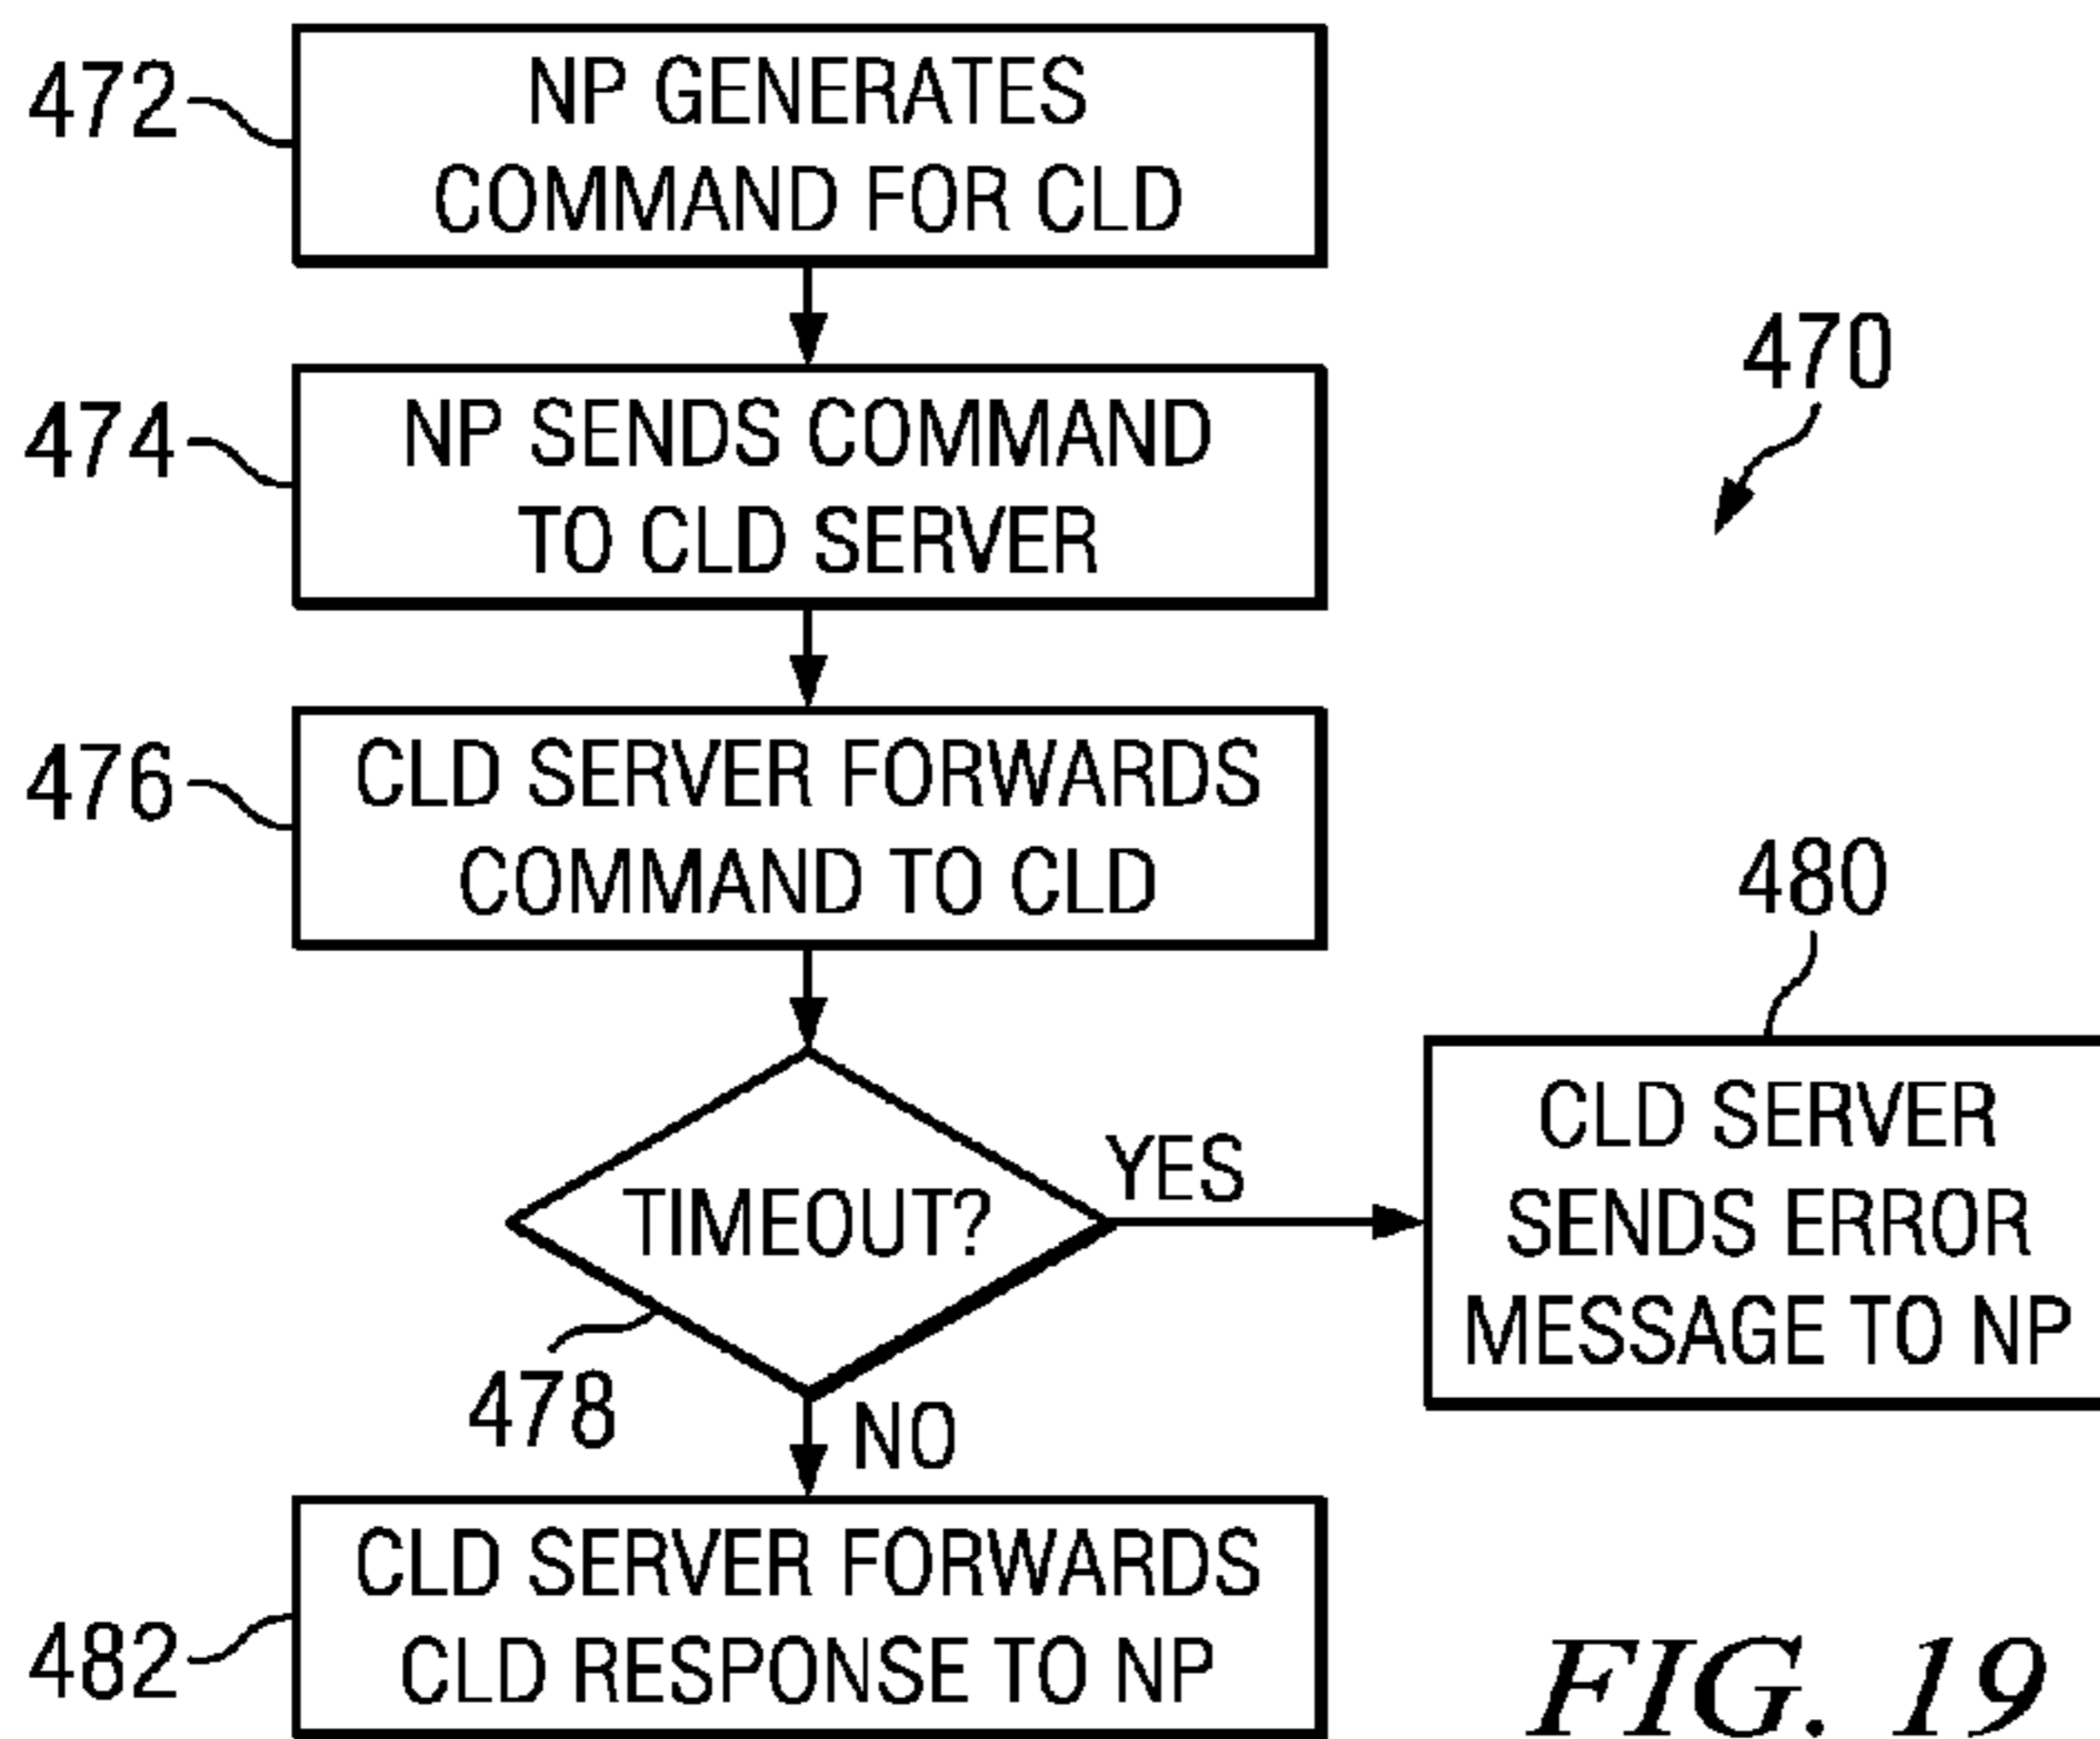 472
NP GENERATES
COMMAND FOR CLD
474
NP SENDS COMMAND
TO CLD SERVER
470
476
CLD SERVER FORWARDS
COMMAND TO CLD
480
TIMEOUT?
YES
CLD SERVER
SENDS ERROR
MESSAGE TO NP
478
NO
482
CLD SERVER FORWARDS
CLD RESPONSE TO NP
FIG. 19